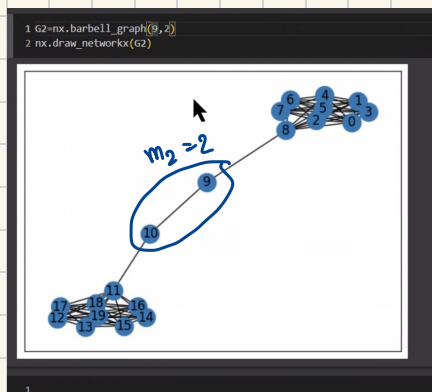 1 G2=nx.barbell_graph(9,2)
2 nx.draw_networkx(G2)
m₂=2
6 4 1
7 5 3
8 2 0
9
10
11
17 18 16
12 19 14
13 15
1